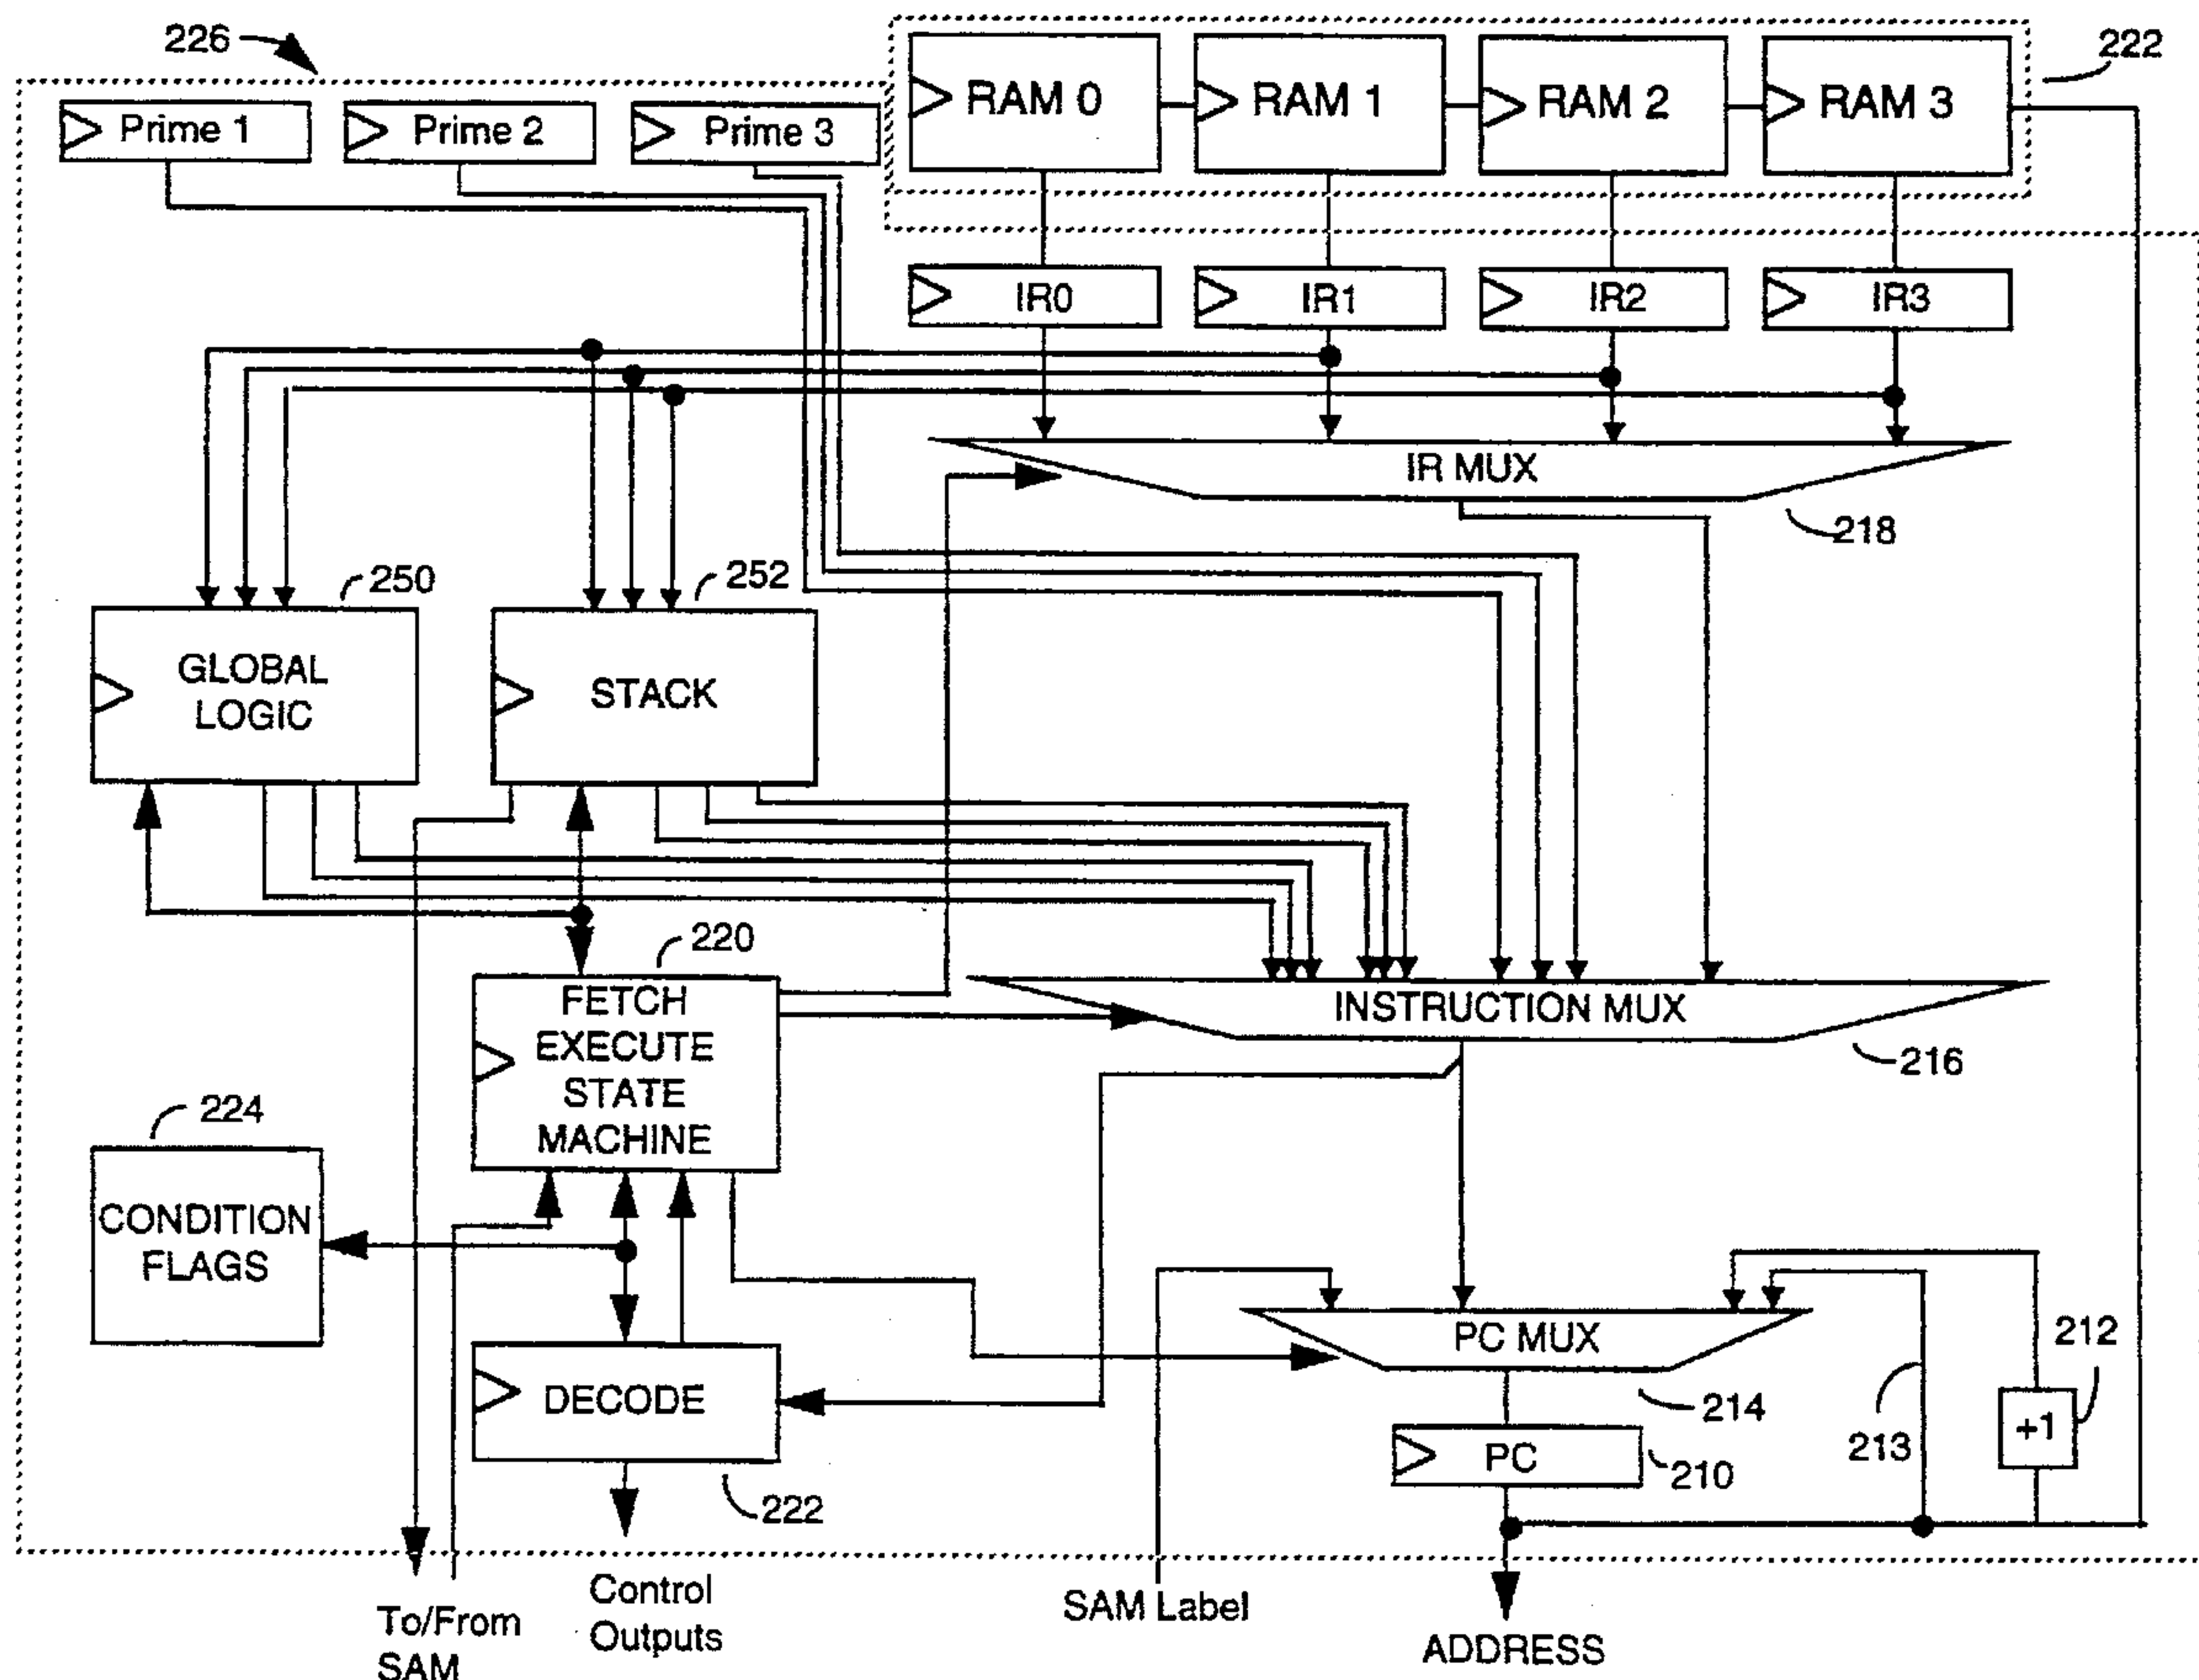 226
222
RAM 0
RAM 1
RAM 2
RAM 3
Prime 1
Prime 2
Prime 3
IR0
IR1
IR2
IR3
IR MUX
218
250
252
GLOBAL
LOGIC
STACK
220
FETCH
EXECUTE
STATE
MACHINE
INSTRUCTION MUX
216
224
CONDITION
FLAGS
PC MUX
212
DECODE
214
+1
213
PC
210
222
Control
Outputs
To/From
SAM
SAM Label
ADDRESS